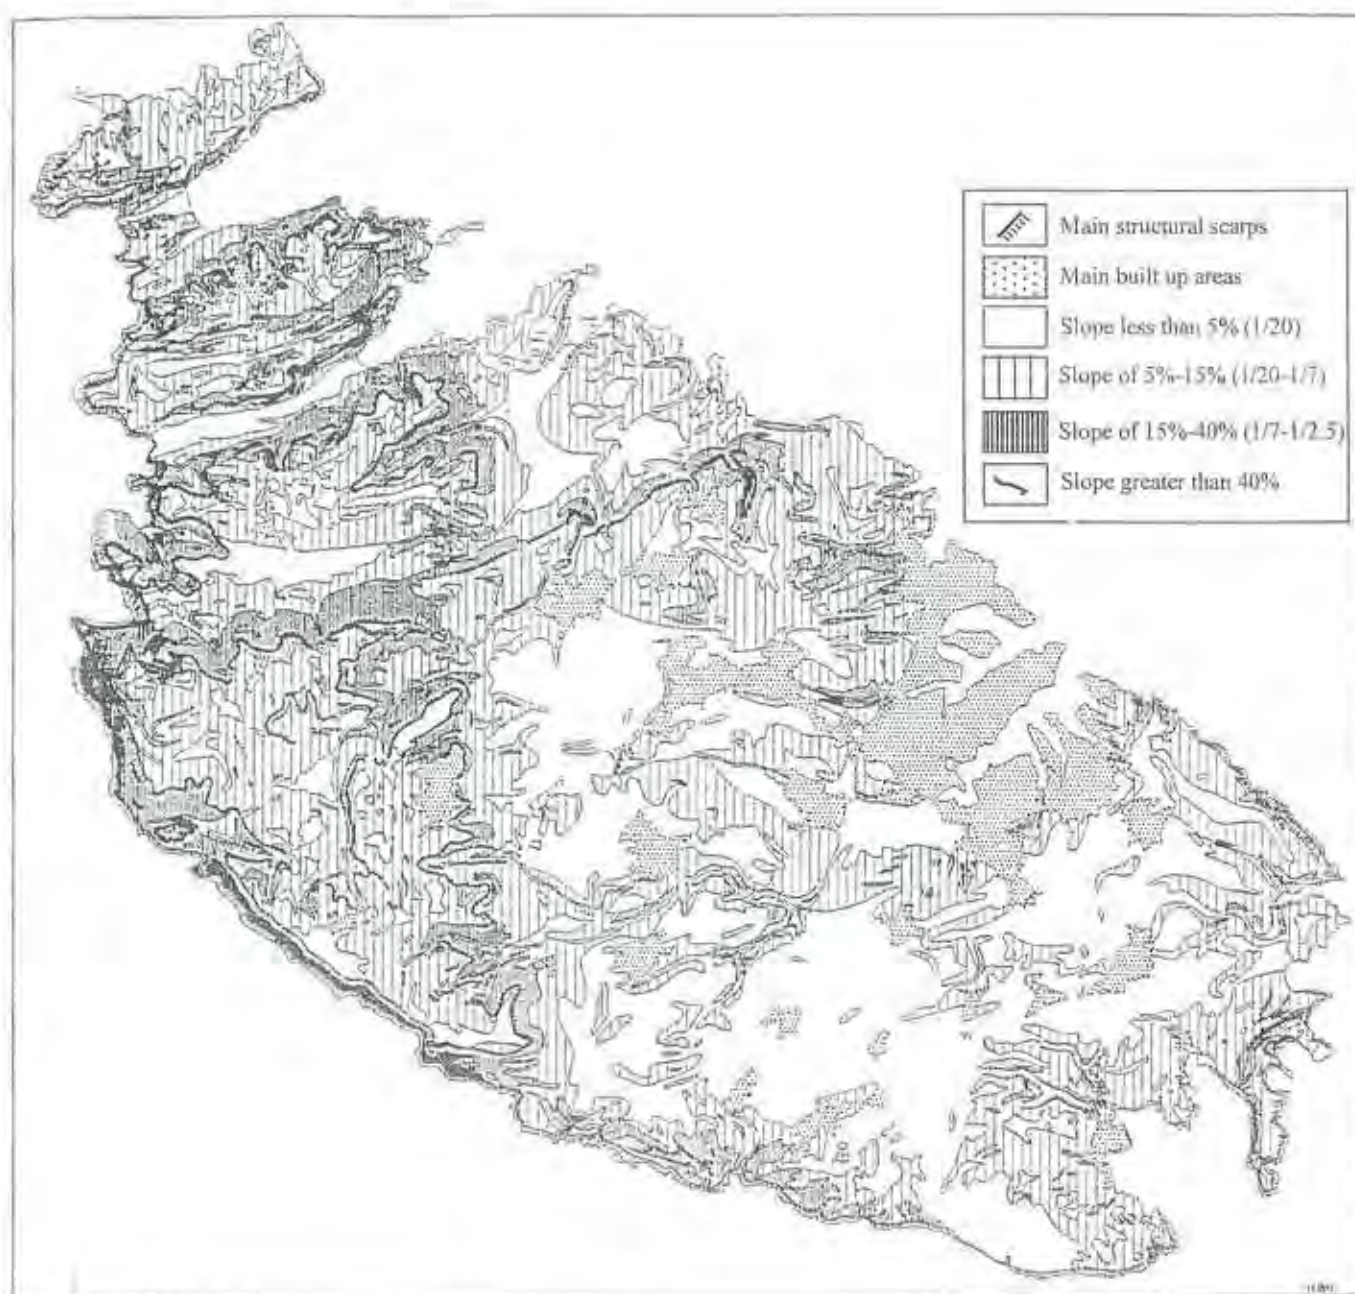 Main structural scarps
Main built up areas
Slope less than 5% (1/20)
Slope of 5%-15% (1/20-1/7)
Slope of 15%-40% (1/7-1/2.5)
Slope greater than 40%